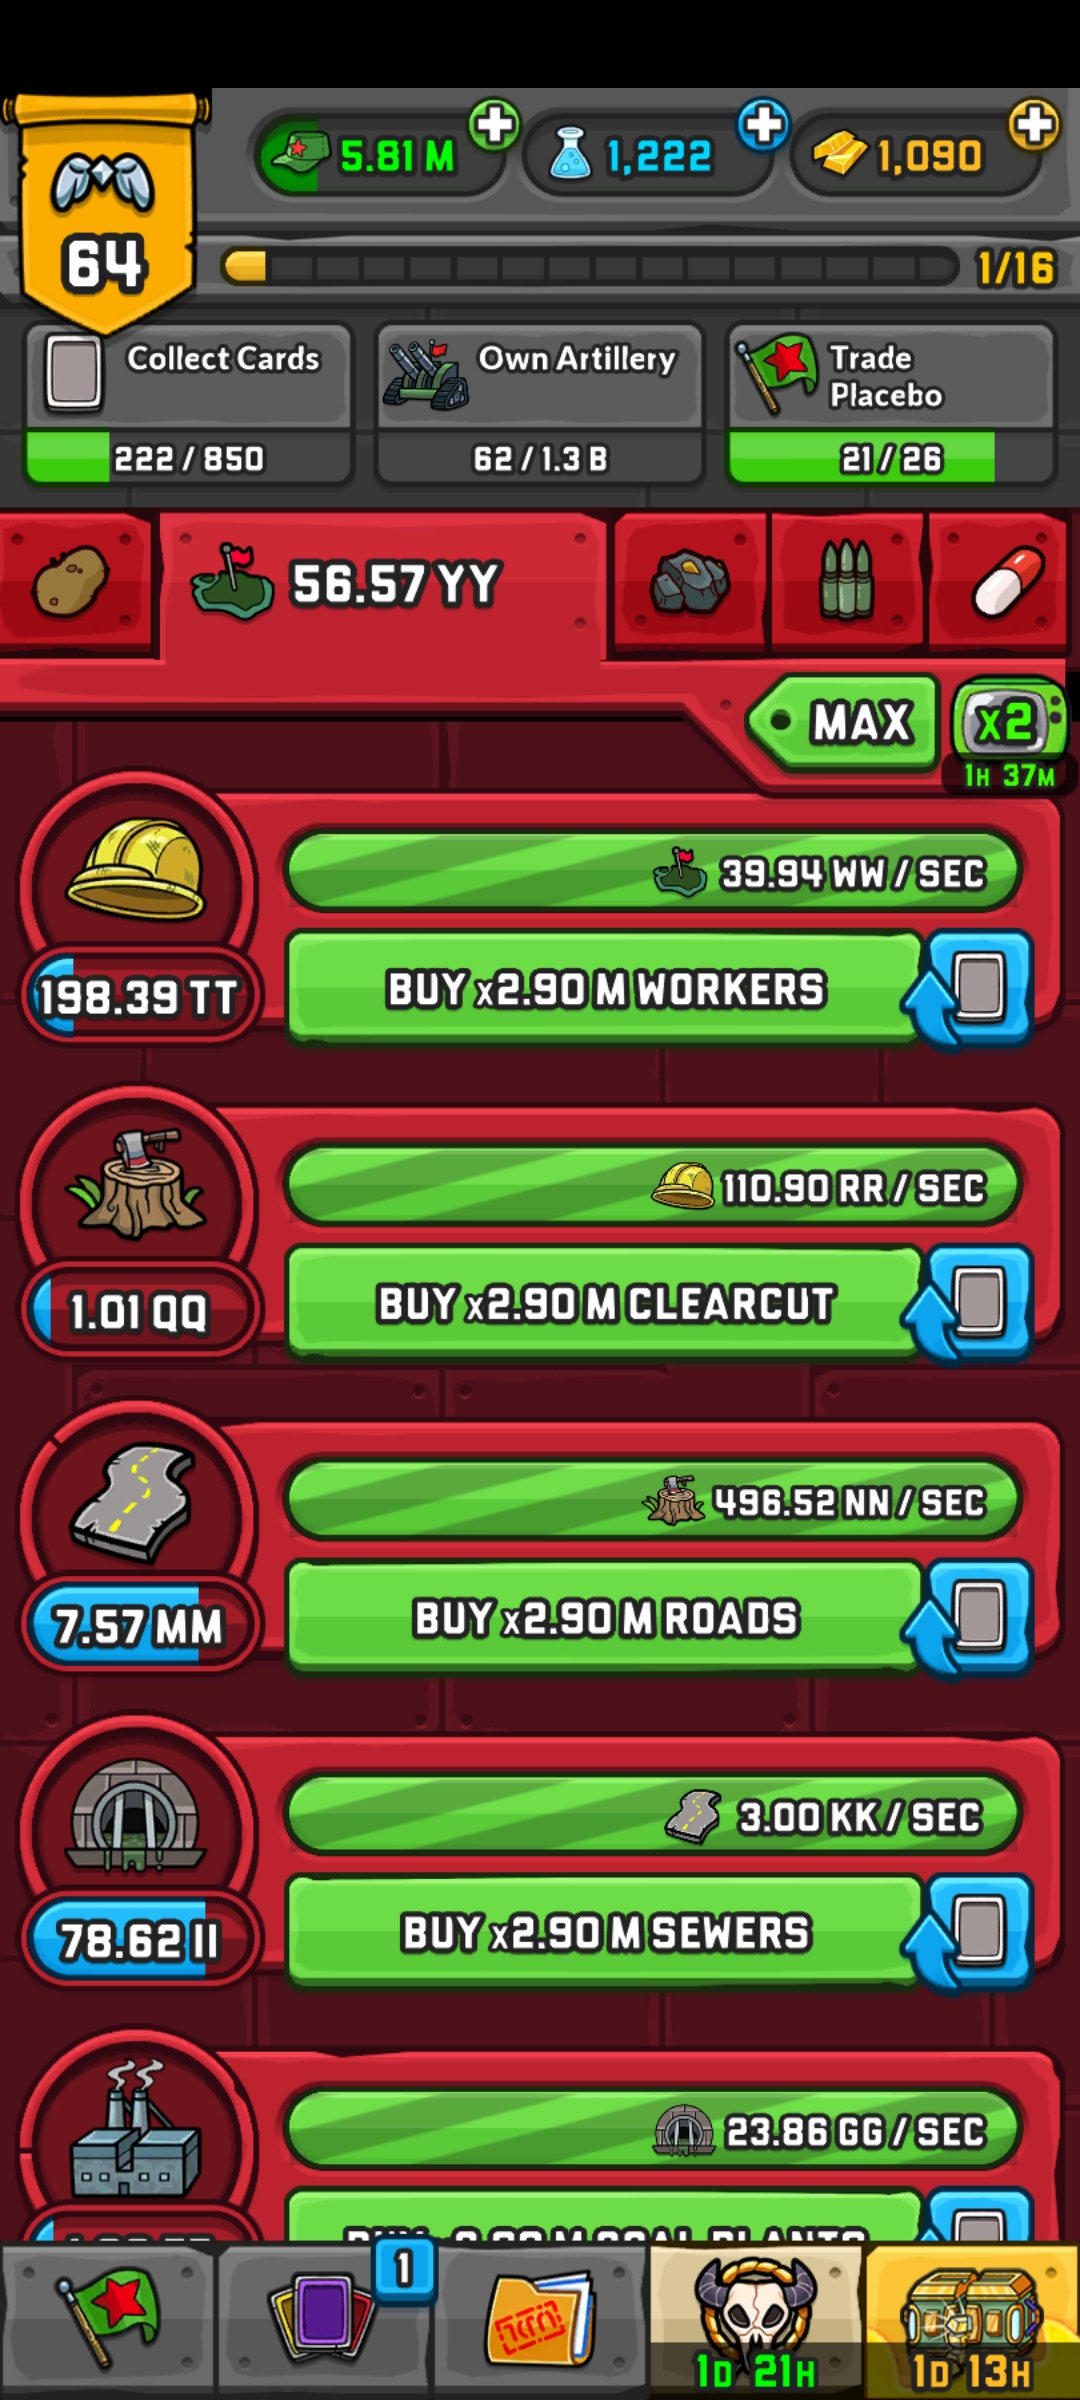 64
5.81 M
1,222
1,090
1/16
Collect Cards
222 / 850
Own Artillery
62 / 1.3 B
Trade
Placebo
21 / 26
56.57 YY
MAX
x2
1H 37M
39.94 WW / SEC
198.39 TT
BUY x2.90 M WORKERS
110.90 RR / SEC
1.01 QQ
BUY x2.90 M CLEARCUT
496.52 NN / SEC
7.57 MM
BUY x2.90 M ROADS
3.00 KK / SEC
78.62 II
BUY x2.90 M SEWERS
23.86 GG / SEC
COAL PLANTS
1
1D 21H
1D 13H